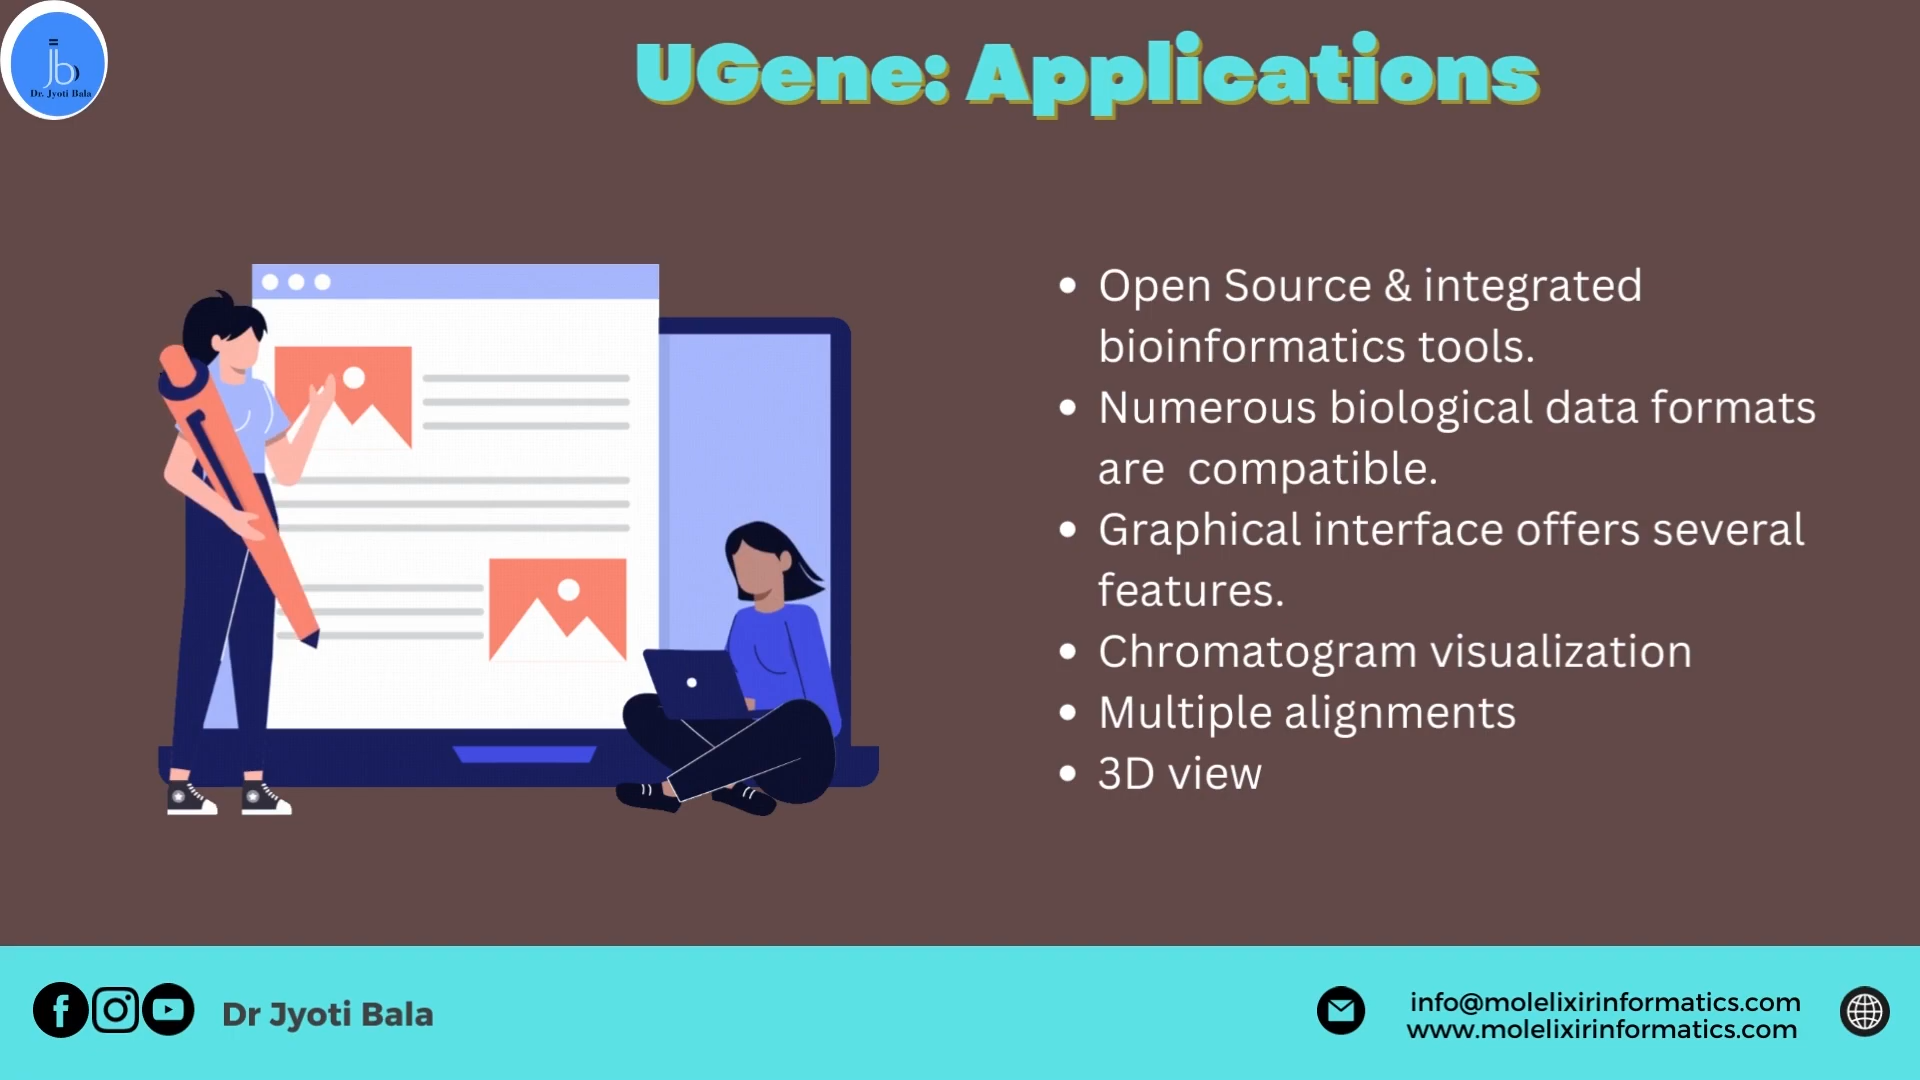 jb
Dr. Jyoti Bala
UGene: Applications
• Open Source & integrated
bioinformatics tools.
• Numerous biological data formats
are  compatible.
• Graphical interface offers several
features.
• Chromatogram visualization
• Multiple alignments
• 3D view
Dr Jyoti Bala
info@molelixirinformatics.com
www.molelixirinformatics.com